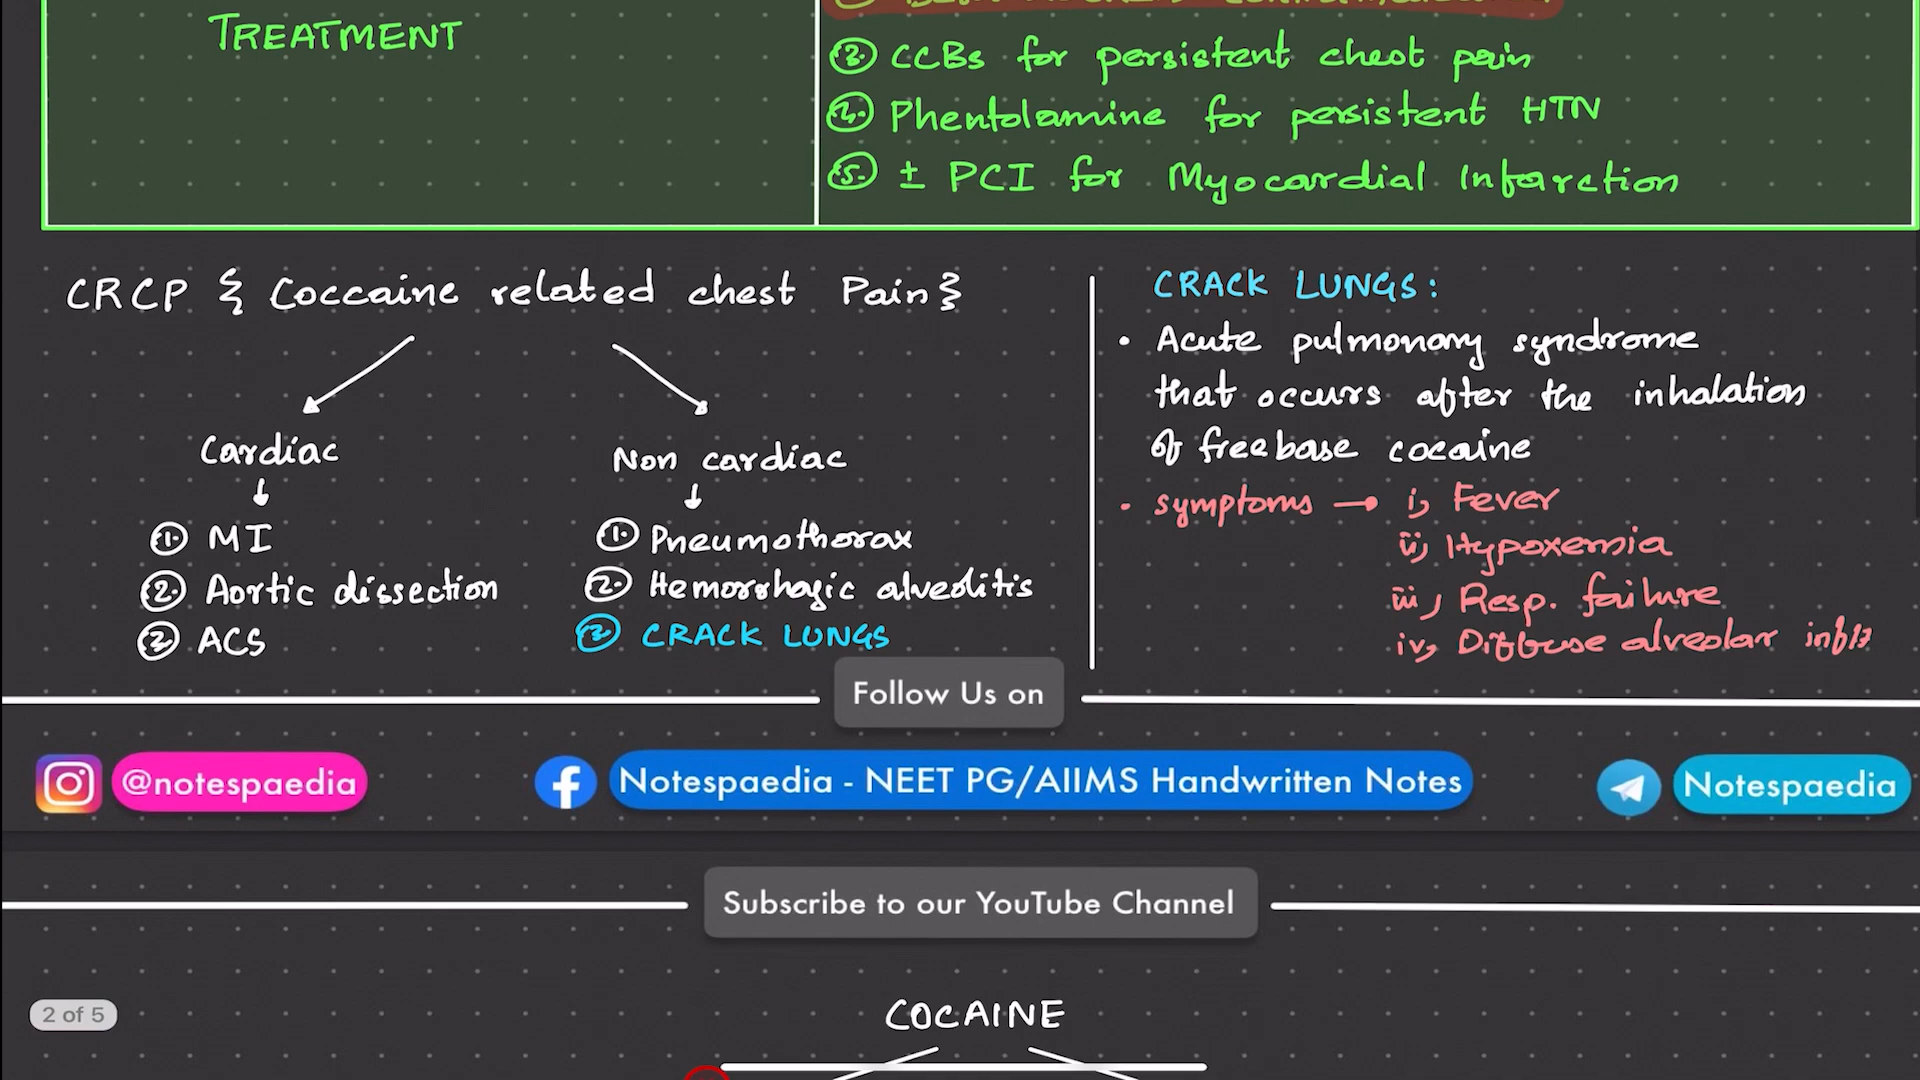 TREATMENT
③ CCBs for persistent chest pain
④ Phentolamine for persistent HTN
⑤ ± PCI for Myocardial Infarction
CRCP { Coccaine related chest Pain}
Cardiac
① MI
② Aortic dissection
③ ACS
Non cardiac
① Pneumothorax
② Hemorrhagic alveolitis
③ CRACK LUNGS
CRACK LUNGS:
• Acute pulmonary syndrome
that occurs after the inhalation
of freebase cocaine
• symptoms → i, Fever
ii, Hypoxemia
iii, Resp. failure
iv, Diffuse alveolar
Follow Us on
@notespaedia
Notespaedia - NEET PG/AIIMS Handwritten Notes
Notespaedia
Subscribe to our YouTube Channel
2 of 5
COCAINE